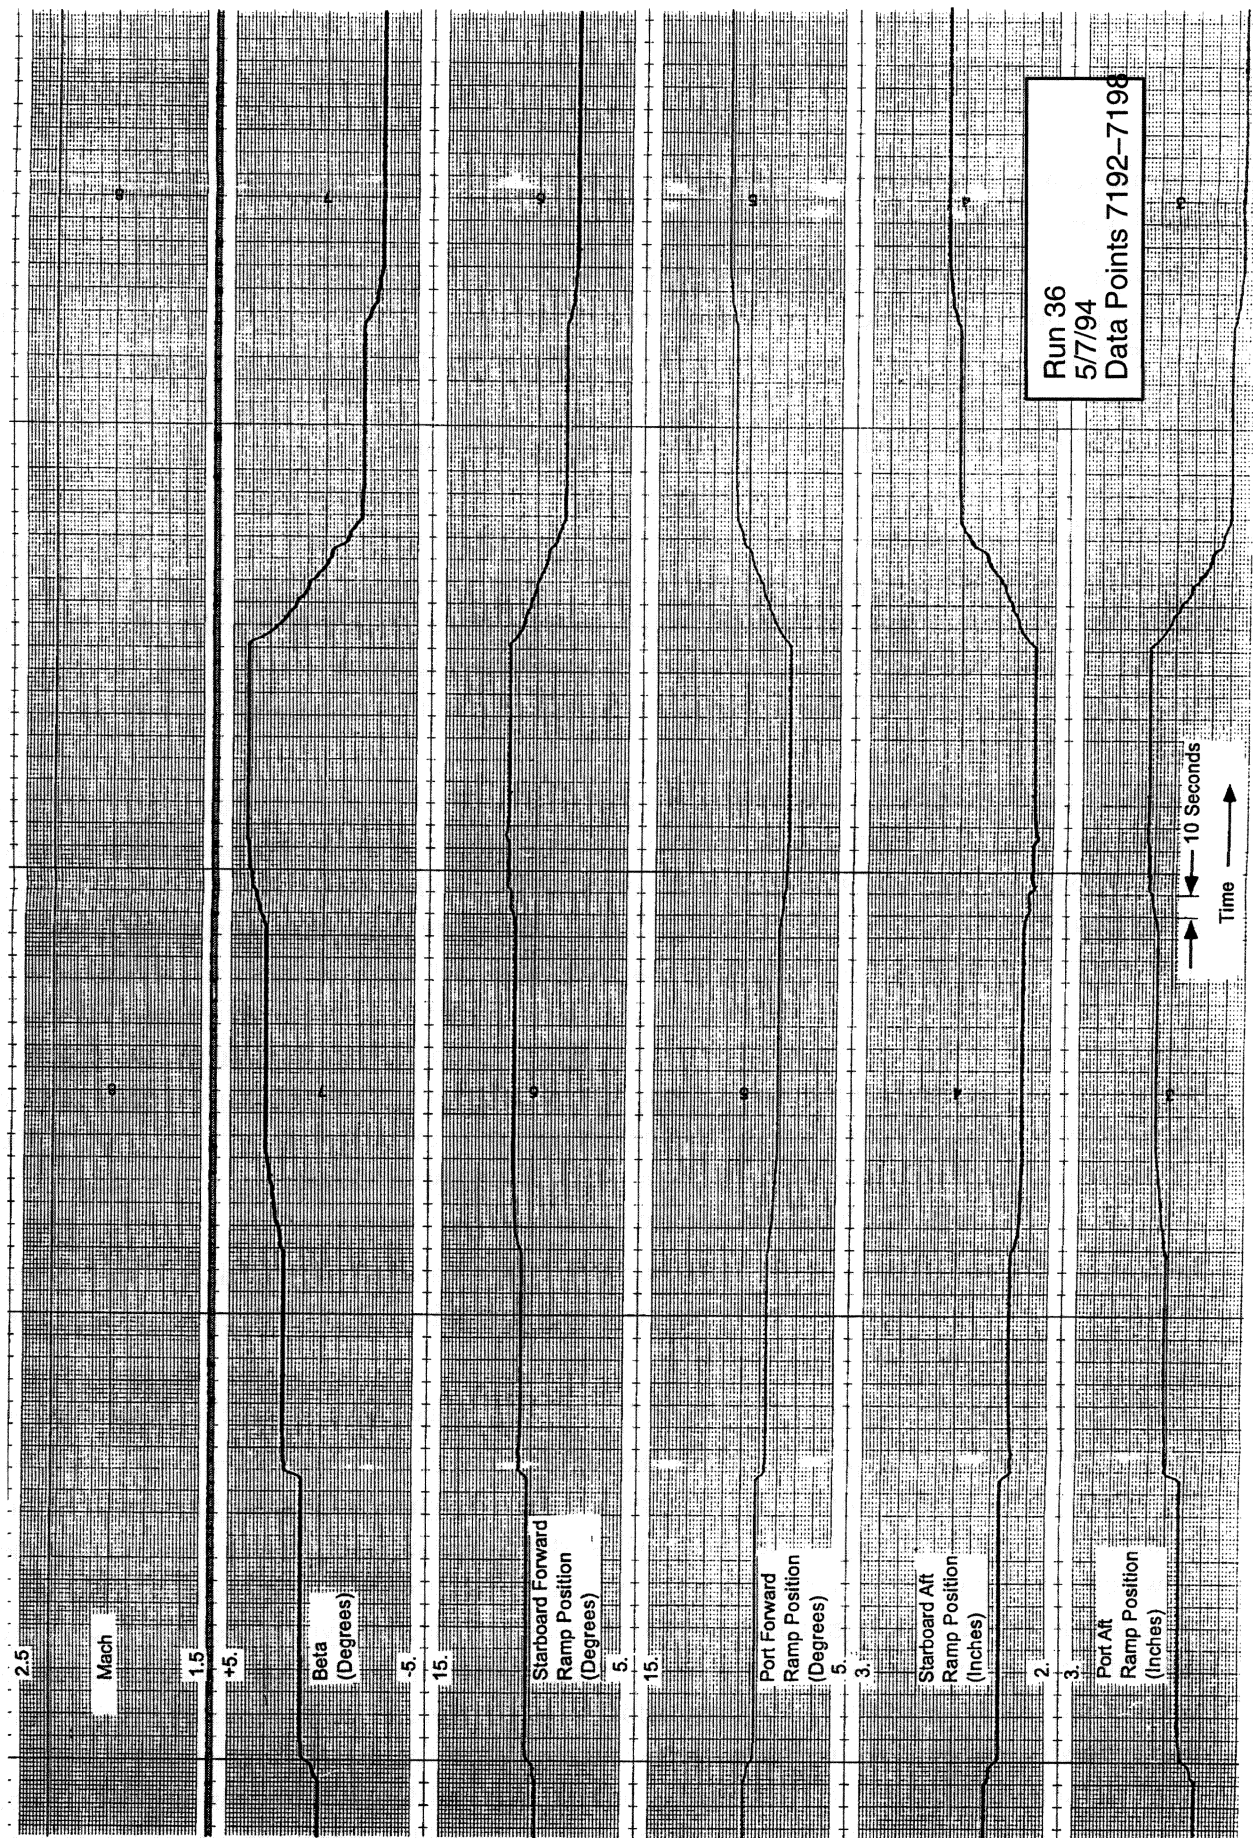 2.5
Mach
1.5
+5.
Beta
(Degrees)
-5.
15.
Starboard Forward
Ramp Position
(Degrees)
5.
15.
Port Forward
Ramp Position
(Degrees)
5.
3.
Starboard Aft
Ramp Position
(Inches)
2.
3.
Port Aft
Ramp Position
(Inches)
10 Seconds
Time
Run 36
5/7/94
Data Points 7192–7198